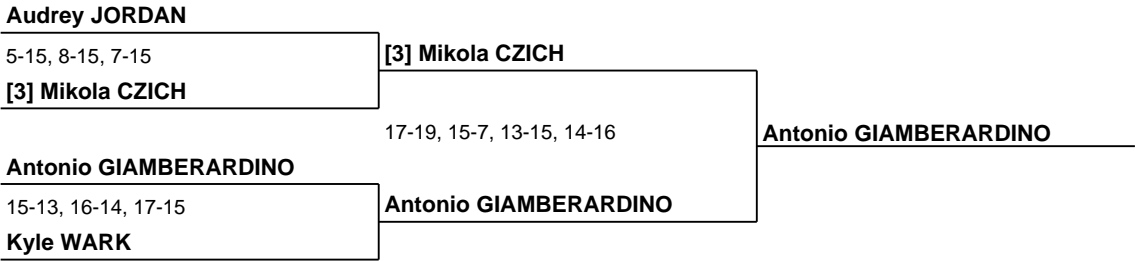 Audrey JORDAN
5-15, 8-15, 7-15
[3] Mikola CZICH
[3] Mikola CZICH
17-19, 15-7, 13-15, 14-16
Antonio GIAMBERARDINO
Antonio GIAMBERARDINO
15-13, 16-14, 17-15
Antonio GIAMBERARDINO
Kyle WARK